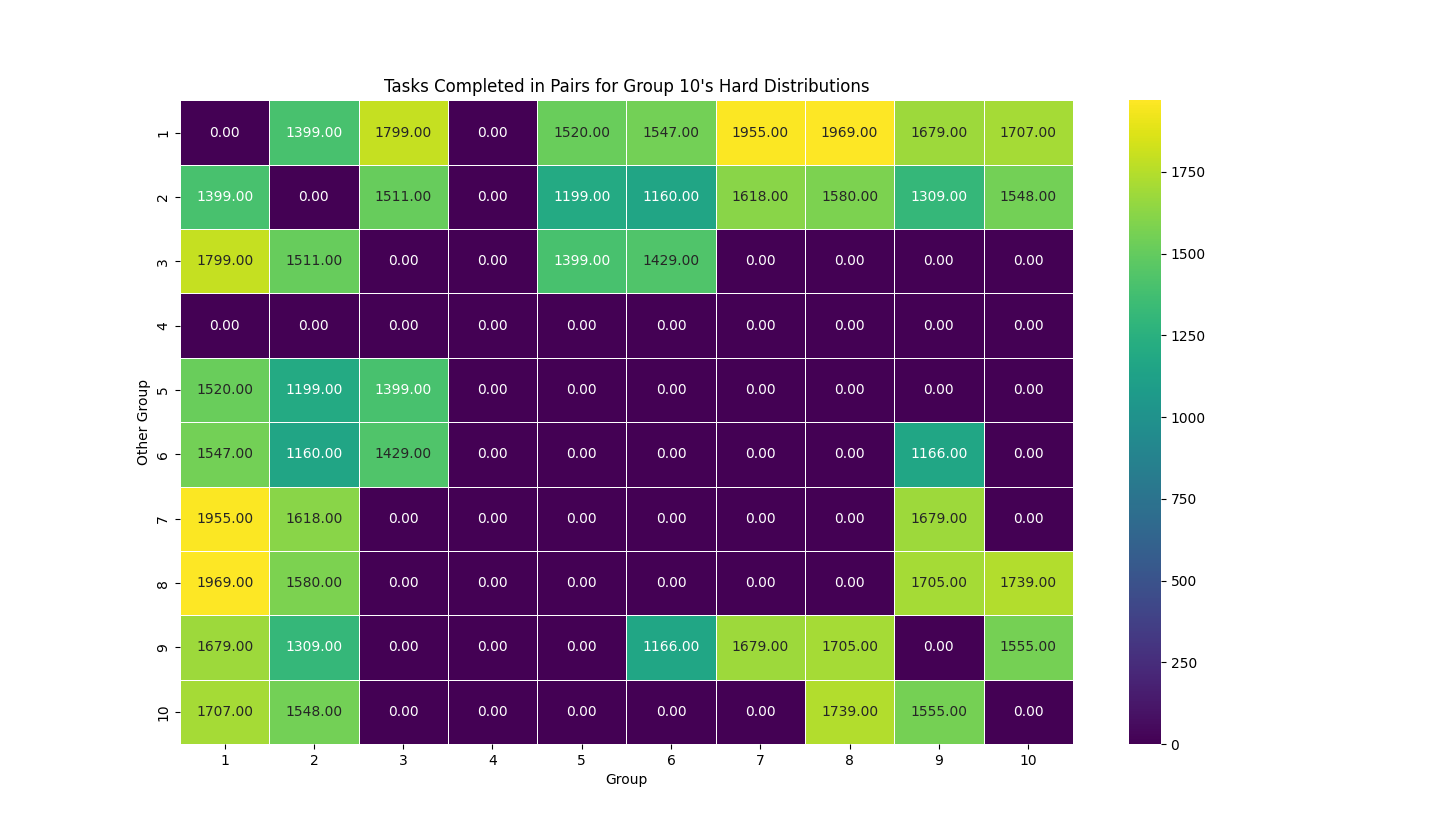 Tasks Completed in Pairs for Group 10's Hard Distributions
1 0.00 1399.00 1799.00 0.00 1520.00 1547.00 1955.00 1969.00 1679.00 1707.00
2 1399.00 0.00 1511.00 0.00 1199.00 1160.00 1618.00 1580.00 1309.00 1548.00
3 1799.00 1511.00 0.00 0.00 1399.00 1429.00 0.00 0.00 0.00 0.00
4 0.00 0.00 0.00 0.00 0.00 0.00 0.00 0.00 0.00 0.00
5 1520.00 1199.00 1399.00 0.00 0.00 0.00 0.00 0.00 0.00 0.00
6 1547.00 1160.00 1429.00 0.00 0.00 0.00 0.00 0.00 1166.00 0.00
7 1955.00 1618.00 0.00 0.00 0.00 0.00 0.00 0.00 1679.00 0.00
8 1969.00 1580.00 0.00 0.00 0.00 0.00 0.00 0.00 1705.00 1739.00
9 1679.00 1309.00 0.00 0.00 0.00 1166.00 1679.00 1705.00 0.00 1555.00
10 1707.00 1548.00 0.00 0.00 0.00 0.00 0.00 1739.00 1555.00 0.00
1 2 3 4 5 6 7 8 9 10
Group
Other Group
1750
1500
1250
1000
750
500
250
0